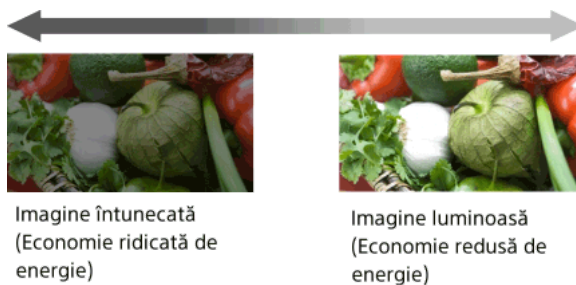 Imagine întunecată
(Economie ridicată de
energie)
Imagine luminoasă
(Economie redusă de
energie)